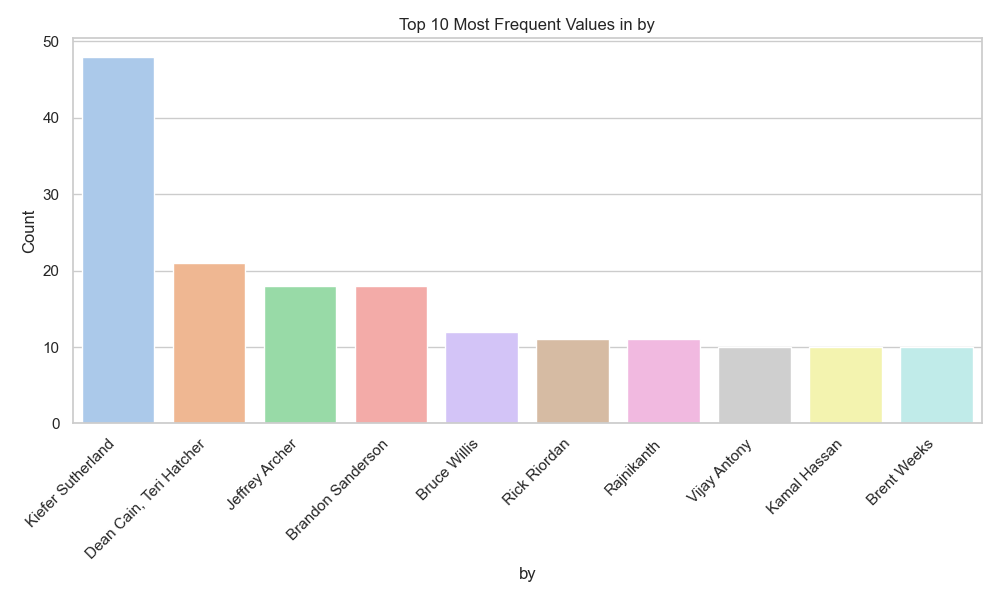 Top 10 Most Frequent Values in by
50
40
30
20
10
0
Count
Kiefer Sutherland
Dean Cain, Teri Hatcher
Jeffrey Archer
Brandon Sanderson
Bruce Willis
Rick Riordan
Rajnikanth
Vijay Antony
Kamal Hassan
Brent Weeks
by